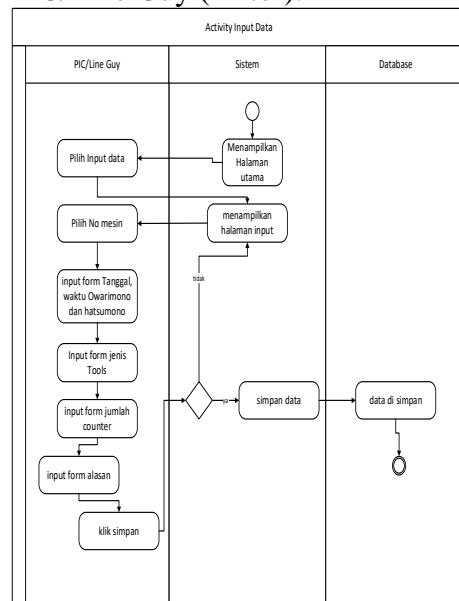 Line Guy
Activity Input Data
PIC/Line Guy
Sistem
Database
Menampilkan
Halaman
utama
Pilih Input data
menampilkan
halaman input
Pilih No mesin
input form Tanggal,
waktu Owarimono
dan hatsumono
tidak
Input form jenis
Tools
input form jumlah
counter
ya
simpan data
data di simpan
input form alasan
klik simpan